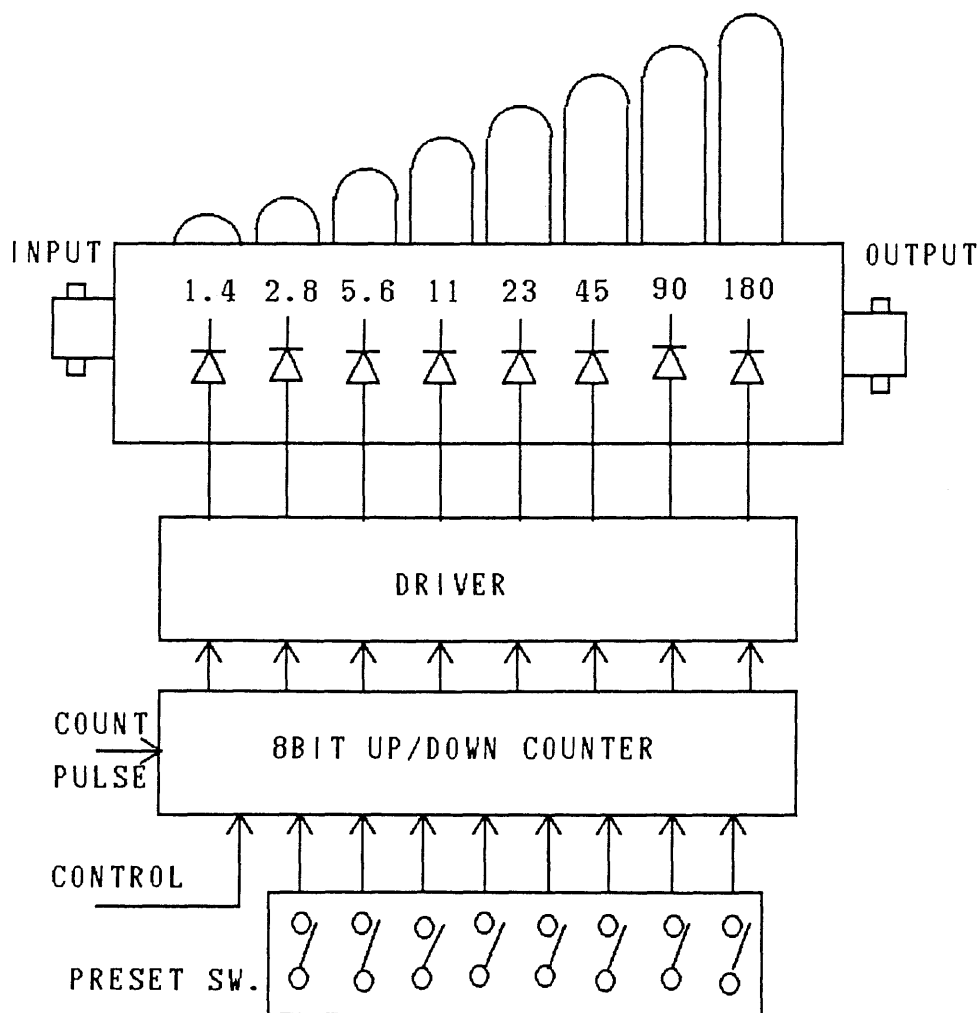 INPUT
OUTPUT
1.4 2.8 5.6 11 23 45 90 180
DRIVER
COUNT
PULSE
8BIT UP/DOWN COUNTER
CONTROL
PRESET SW.